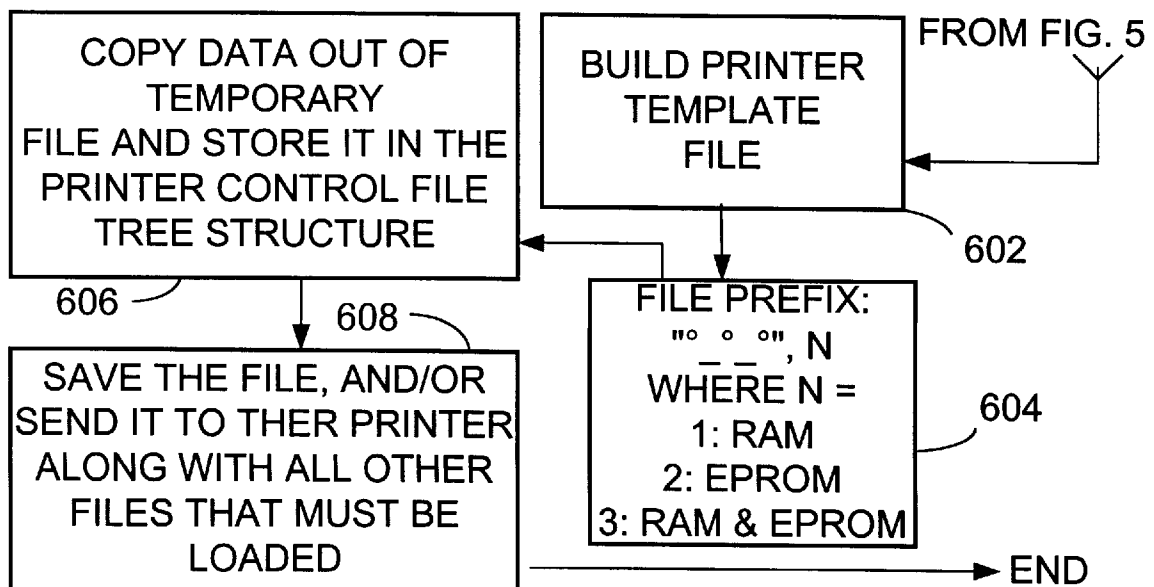 FROM FIG. 5
BUILD PRINTER
TEMPLATE
FILE
602
FILE PREFIX:
"°_°_°", N
WHERE N =
1: RAM
2: EPROM
3: RAM & EPROM
604
COPY DATA OUT OF
TEMPORARY
FILE AND STORE IT IN THE
PRINTER CONTROL FILE
TREE STRUCTURE
606
608
SAVE THE FILE, AND/OR
SEND IT TO THER PRINTER
ALONG WITH ALL OTHER
FILES THAT MUST BE
LOADED
END